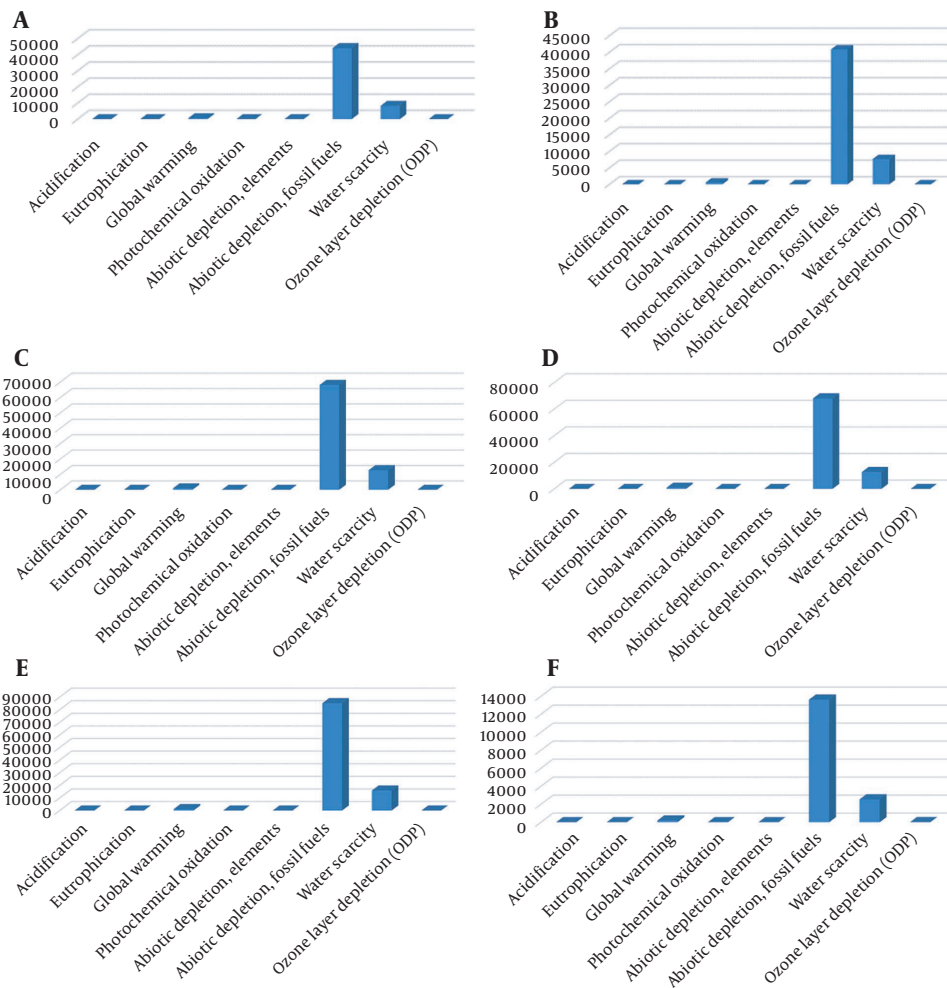 A
50000
40000
30000
20000
10000
0
Acidification
Eutrophication
Global warming
Photochemical oxidation
Abiotic depletion, elements
Abiotic depletion, fossil fuels
Water scarcity
Ozone layer depletion (ODP)
B
45000
40000
35000
30000
25000
20000
15000
10000
5000
0
Acidification
Eutrophication
Global warming
Photochemical oxidation
Abiotic depletion, elements
Abiotic depletion, fossil fuels
Water scarcity
Ozone layer depletion (ODP)
C
70000
60000
50000
40000
30000
20000
10000
0
Acidification
Eutrophication
Global warming
Photochemical oxidation
Abiotic depletion, elements
Abiotic depletion, fossil fuels
Water scarcity
Ozone layer depletion (ODP)
D
80000
60000
40000
20000
0
Acidification
Eutrophication
Global warming
Photochemical oxidation
Abiotic depletion, elements
Abiotic depletion, fossil fuels
Water scarcity
Ozone layer depletion (ODP)
E
90000
80000
70000
60000
50000
40000
30000
20000
10000
0
Acidification
Eutrophication
Global warming
Photochemical oxidation
Abiotic depletion, elements
Abiotic depletion, fossil fuels
Water scarcity
Ozone layer depletion (ODP)
F
14000
12000
10000
8000
6000
4000
2000
0
Acidification
Eutrophication
Global warming
Photochemical oxidation
Abiotic depletion, elements
Abiotic depletion, fossil fuels
Water scarcity
Ozone layer depletion (ODP)